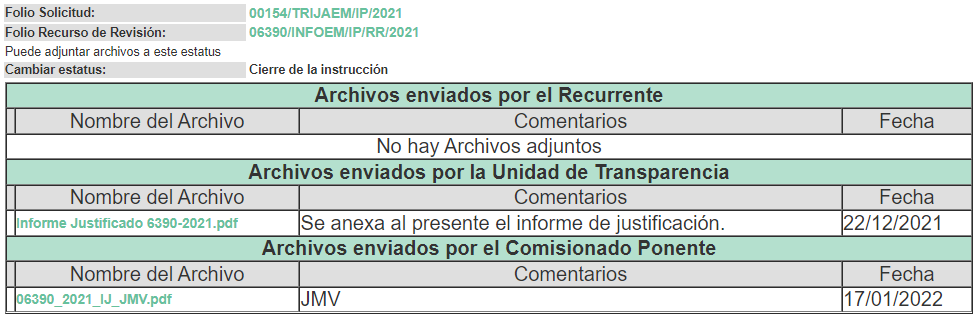 Folio Solicitud: 00154/TRIJAEM/IP/2021
Folio Recurso de Revisión: 06390/INFOEM/IP/RR/2021
Puede adjuntar archivos a este estatus
Cambiar estatus: Cierre de la instrucción
Archivos enviados por el Recurrente
Nombre del Archivo Comentarios Fecha
No hay Archivos adjuntos
Archivos enviados por la Unidad de Transparencia
Nombre del Archivo Comentarios Fecha
Informe Justificado 6390-2021.pdf Se anexa al presente el informe de justificación. 22/12/2021
Archivos enviados por el Comisionado Ponente
Nombre del Archivo Comentarios Fecha
06390_2021_IJ_JMV.pdf JMV 17/01/2022